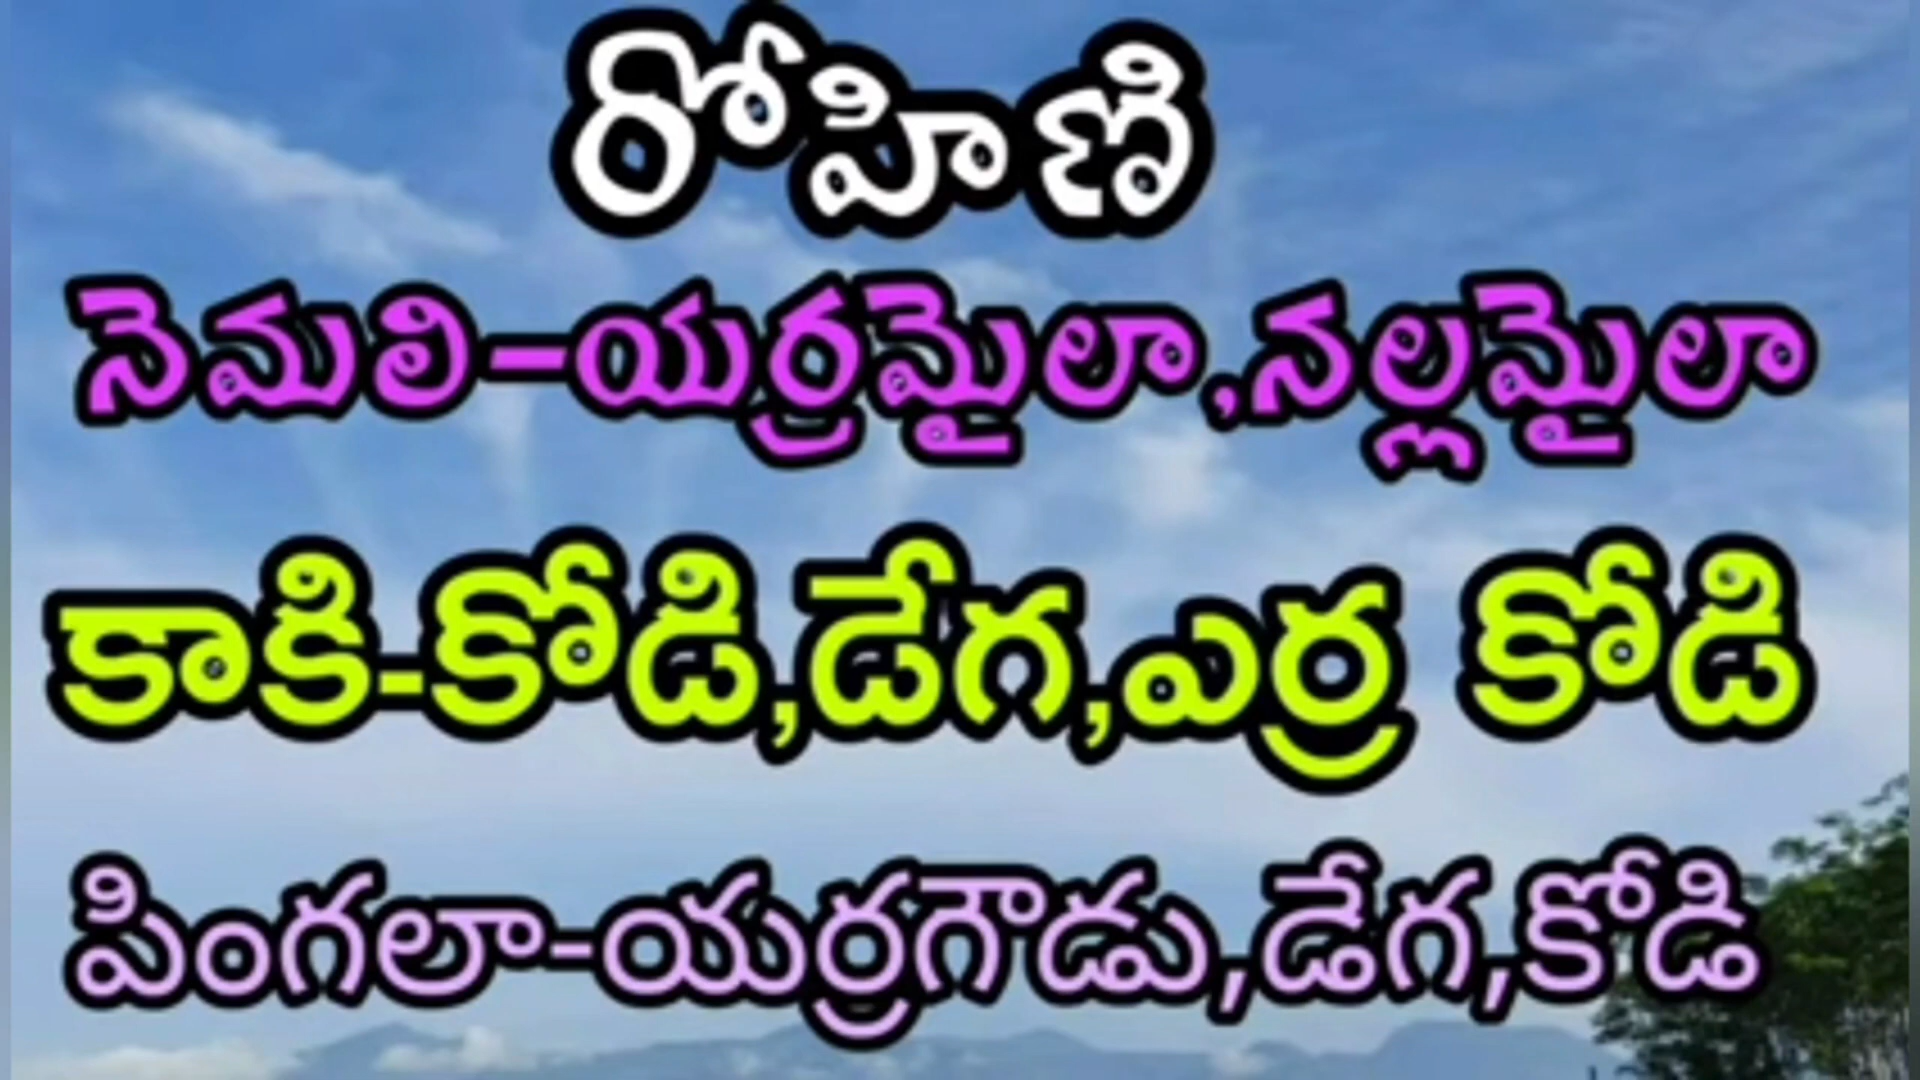 రోహిణి
నెమలి-యర్రమైలా,నల్లమైలా
కాకి-కోడి,డేగ,ఎర్ర కోడి
పింగలా-యర్రగౌడు,డేగ,కోడి